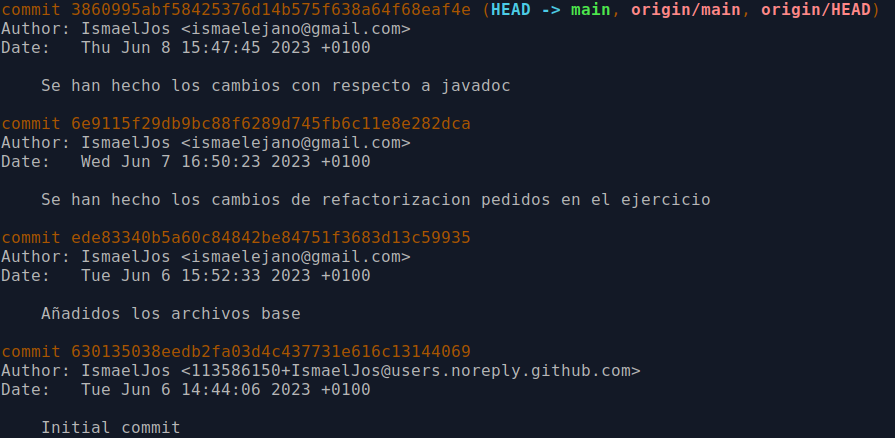 commit 3860995abf58425376d14b575f638a64f68eaf4e (HEAD -> main, origin/main, origin/HEAD)
Author: IsmaelJos <ismaelejano@gmail.com>
Date:   Thu Jun 8 15:47:45 2023 +0100
    Se han hecho los cambios con respecto a javadoc
commit 6e9115f29db9bc88f6289d745fb6c11e8e282dca
Author: IsmaelJos <ismaelejano@gmail.com>
Date:   Wed Jun 7 16:50:23 2023 +0100
    Se han hecho los cambios de refactorizacion pedidos en el ejercicio
commit ede83340b5a60c84842be84751f3683d13c59935
Author: IsmaelJos <ismaelejano@gmail.com>
Date:   Tue Jun 6 15:52:33 2023 +0100
    Añadidos los archivos base
commit 630135038eedb2fa03d4c437731e616c13144069
Author: IsmaelJos <113586150+IsmaelJos@users.noreply.github.com>
Date:   Tue Jun 6 14:44:06 2023 +0100
    Initial commit